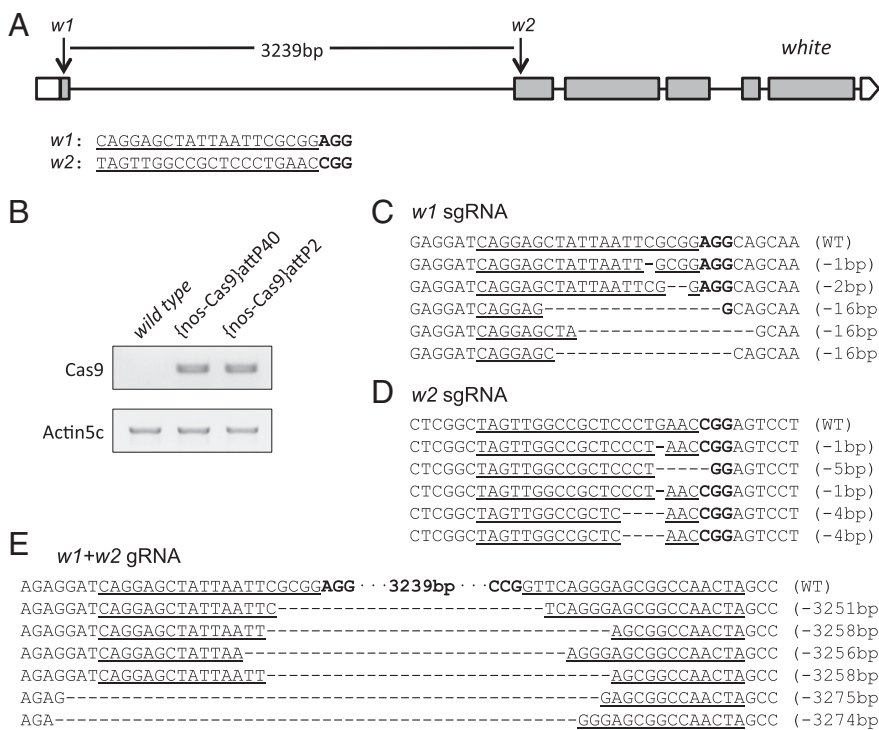 A
w1
w2
3239bp
white
w1: CAGGAGCTATTAATTCGCGGAGG
w2: TAGTTGGCCGCTCCCTGAACCGG
B
wild type
{nos-Cas9}attP40
{nos-Cas9}attP2
Cas9
Actin5c
C w1 sgRNA
GAGGATCAGGAGCTATTAATTCGCGGAGGCAGCAA (WT)
GAGGATCAGGAGCTATTAATT-GCGGAGGCAGCAA (-1bp)
GAGGATCAGGAGCTATTAATTCG--GAGGCAGCAA (-2bp)
GAGGATCAGGAG----------------GCAGCAA (-16bp
GAGGATCAGGAGCTA----------------GCAA (-16bp
GAGGATCAGGAGC----------------CAGCAA (-16bp
D w2 sgRNA
CTCGGCTAGTTGGCCGCTCCCTGAACCGGAGTCCT (WT)
CTCGGCTAGTTGGCCGCTCCCT-AACCGGAGTCCT (-1bp)
CTCGGCTAGTTGGCCGCTCCCT-----GGAGTCCT (-5bp)
CTCGGCTAGTTGGCCGCTCCCT-AACCGGAGTCCT (-1bp)
CTCGGCTAGTTGGCCGCTC----AACCGGAGTCCT (-4bp)
CTCGGCTAGTTGGCCGCTC----AACCGGAGTCCT (-4bp)
E w1+w2 gRNA
AGAGGATCAGGAGCTATTAATTCGCGGAGG···3239bp···CCGGTTCAGGGAGCGGCCAACTAGCC (WT)
AGAGGATCAGGAGCTATTAATTC------------------------TCAGGGAGCGGCCAACTAGCC (-3251bp
AGAGGATCAGGAGCTATTAATT-------------------------------AGCGGCCAACTAGCC (-3258bp
AGAGGATCAGGAGCTATTAA-----------------------------AGGGAGCGGCCAACTAGCC (-3256bp
AGAGGATCAGGAGCTATTAATT-------------------------------AGCGGCCAACTAGCC (-3258bp
AGAG------------------------------------------------GAGCGGCCAACTAGCC (-3275bp
AGA-----------------------------------------------GGGAGCGGCCAACTAGCC (-3274bp